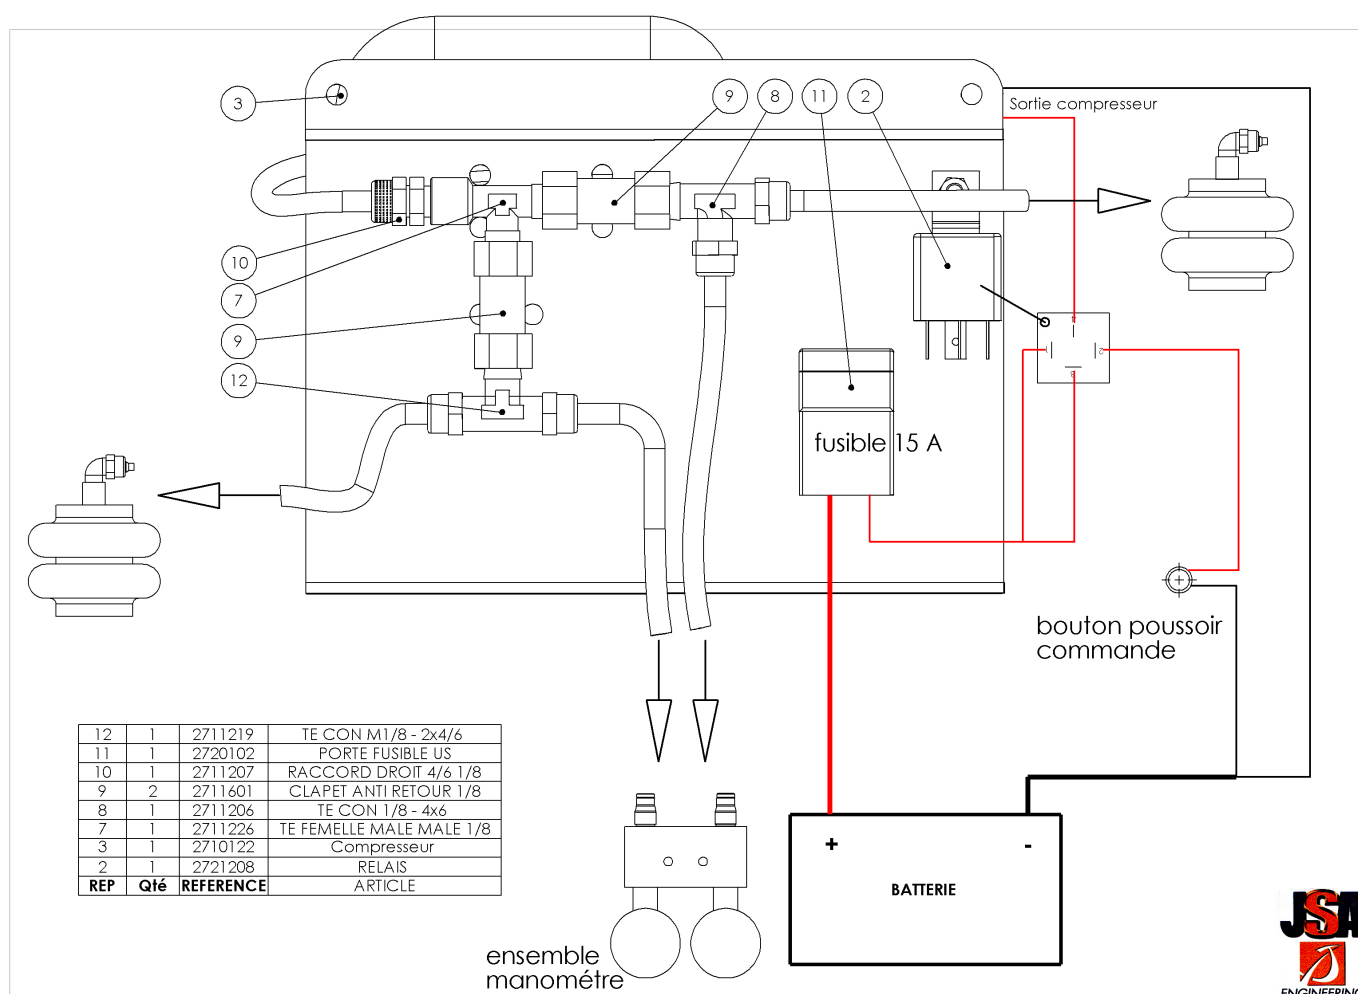 3
9
8
11
2
Sortie compresseur
10
7
9
12
2
fusible 15 A
bouton poussoir
commande
12 1 2711219 TE CON M1/8 - 2x4/6
11 1 2720102 PORTE FUSIBLE US
10 1 2711207 RACCORD DROIT 4/6 1/8
9 2 2711601 CLAPET ANTI RETOUR 1/8
8 1 2711206 TE CON 1/8 - 4x6
7 1 2711226 TE FEMELLE MALE MALE 1/8
3 1 2710122 Compresseur
2 1 2721208 RELAIS
REP Qté REFERENCE ARTICLE
+
-
BATTERIE
ensemble
manométre
JSA
ENGINEERING